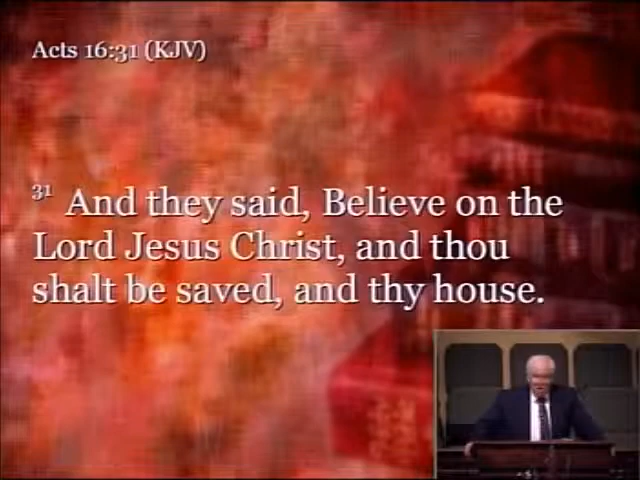 Acts 16:31 (KJV)
31 And they said, Believe on the
Lord Jesus Christ, and thou
shalt be saved, and thy house.